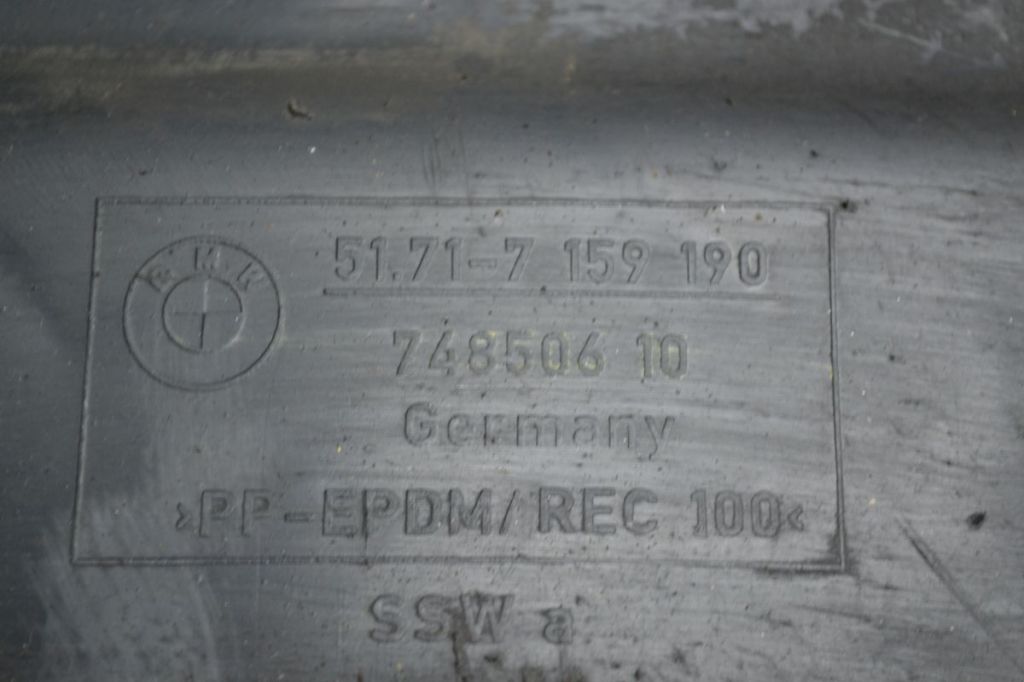 BMW
51.71-7 159 190
748506 10
Germany
>PP-EPDM/REC 100<
SSW a